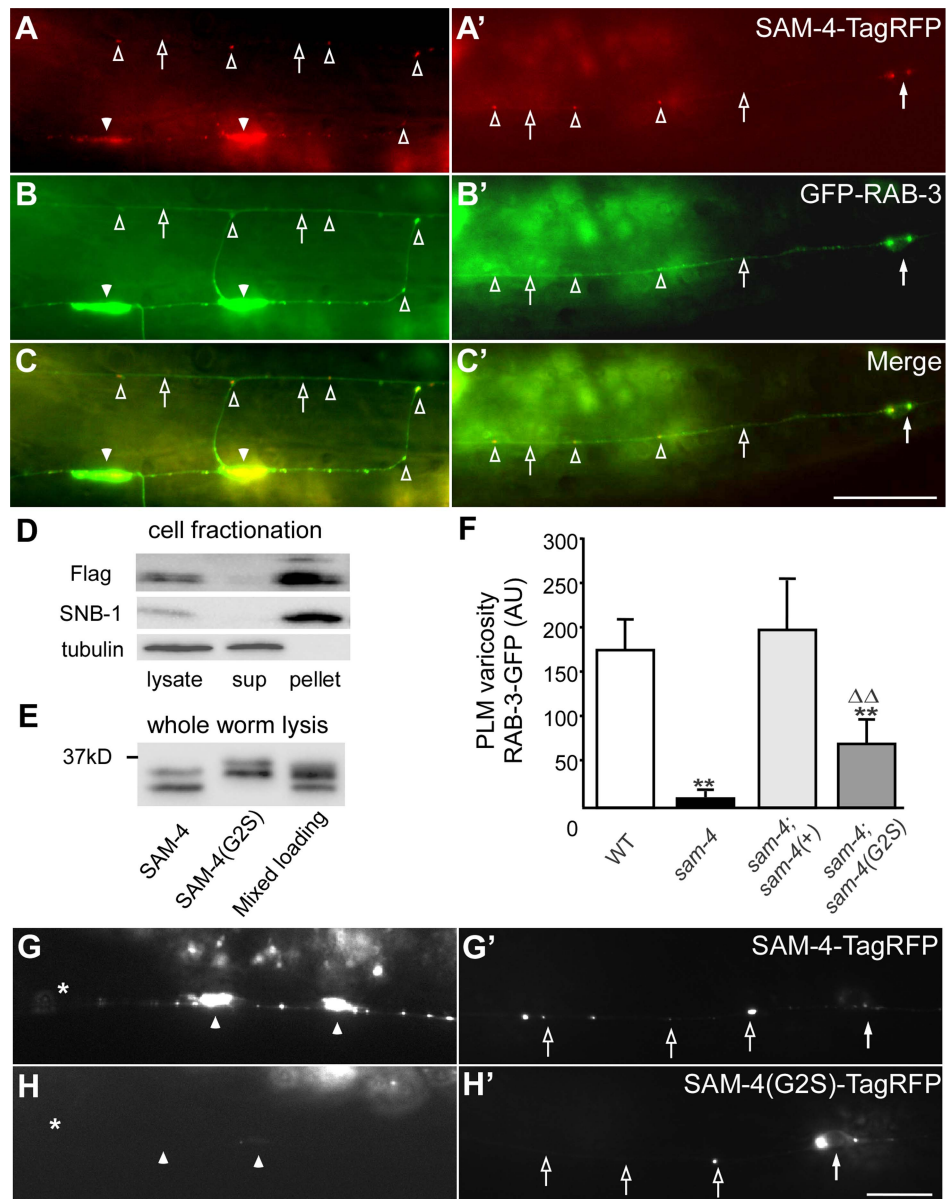 A
A' SAM-4-TagRFP
B
B' GFP-RAB-3
C
C' Merge
D cell fractionation
Flag
SNB-1
tubulin
lysate sup pellet
E whole worm lysis
37kD
SAM-4
SAM-4(G2S)
Mixed loading
F
PLM varicosity
RAB-3-GFP (AU)
300
250
200
150
100
50
0
**
ΔΔ
**
WT
sam-4
sam-4;
sam-4(+)
sam-4;
sam-4(G2S)
G
*
G' SAM-4-TagRFP
H
*
H' SAM-4(G2S)-TagRFP